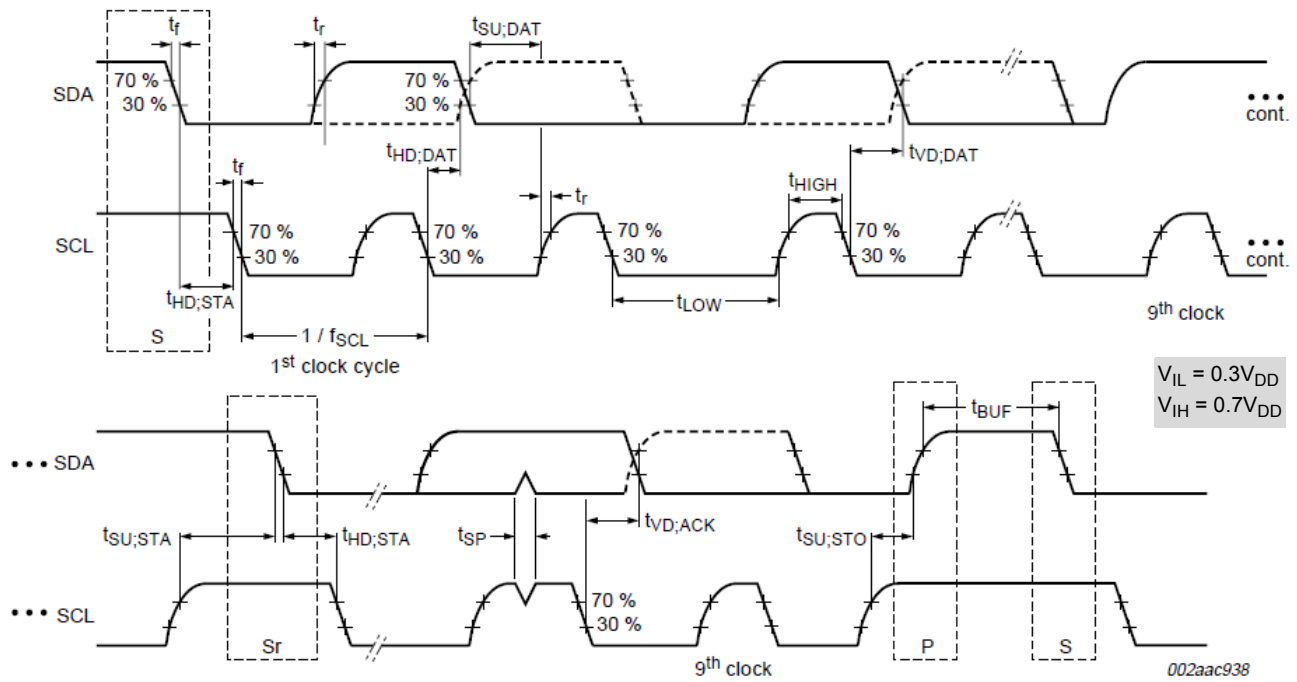 tf tr tSU;DAT
70 % 70 %
SDA 30 % 30 % ••• cont.
tHD;DAT tVD;DAT
tf tr tHIGH
70 % 70 % 70 %
SCL 30 % 30 % 30 % ••• cont.
tHD;STA tLOW
S 1 / fSCL 9th clock
1st clock cycle
VIL = 0.3VDD
VIH = 0.7VDD
tBUF
••• SDA
tSU;STA tHD;STA tSP tVD;ACK tSU;STO
70 %
••• SCL 30 %
Sr 9th clock P S
002aac938